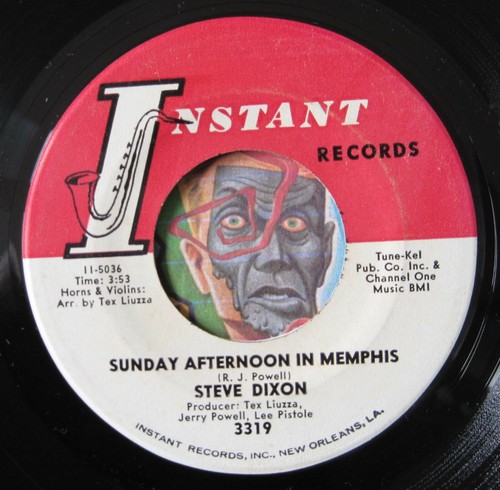 INSTANT
RECORDS
11-5036
Time: 3:53
Horns & Violins:
Arr. by Tex Liuzza
Tune-Kel
Pub. Co. Inc. &
Channel One
Music BMI
SUNDAY AFTERNOON IN MEMPHIS
(R. J. Powell)
STEVE DIXON
Producer: Tex Liuzza,
Jerry Powell, Lee Pistole
3319
INSTANT RECORDS, INC., NEW ORLEANS, LA.